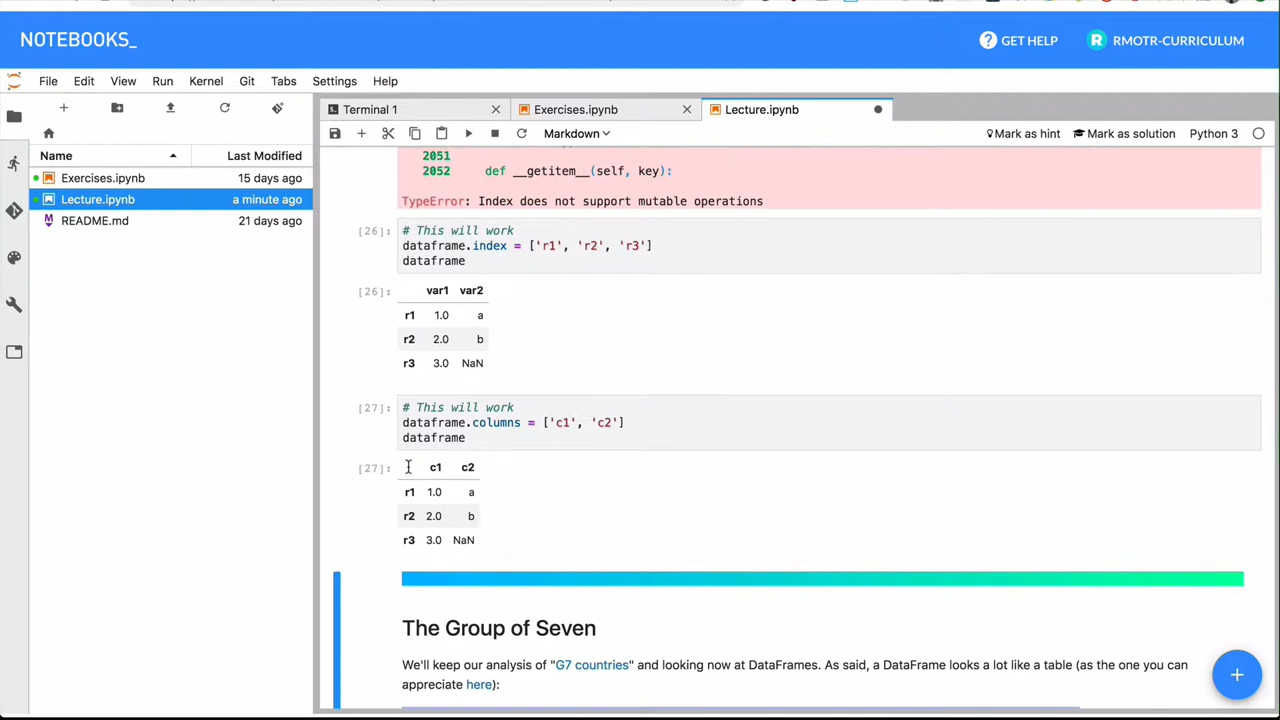 NOTEBOOKS_
GET HELP
R RMOTR-CURRICULUM
File Edit View Run Kernel Git Tabs Settings Help
Terminal 1
Exercises.ipynb
Lecture.ipynb
Markdown
Mark as hint
Mark as solution
Python 3
Name
Last Modified
Exercises.ipynb 15 days ago
Lecture.ipynb a minute ago
README.md 21 days ago
2051
2052 def __getitem__(self, key):
TypeError: Index does not support mutable operations
[26]: # This will work
dataframe.index = ['r1', 'r2', 'r3']
dataframe
[26]: var1 var2
r1 1.0 a
r2 2.0 b
r3 3.0 NaN
[27]: # This will work
dataframe.columns = ['c1', 'c2']
dataframe
[27]: c1 c2
r1 1.0 a
r2 2.0 b
r3 3.0 NaN
The Group of Seven
We'll keep our analysis of "G7 countries" and looking now at DataFrames. As said, a DataFrame looks a lot like a table (as the one you can
appreciate here):